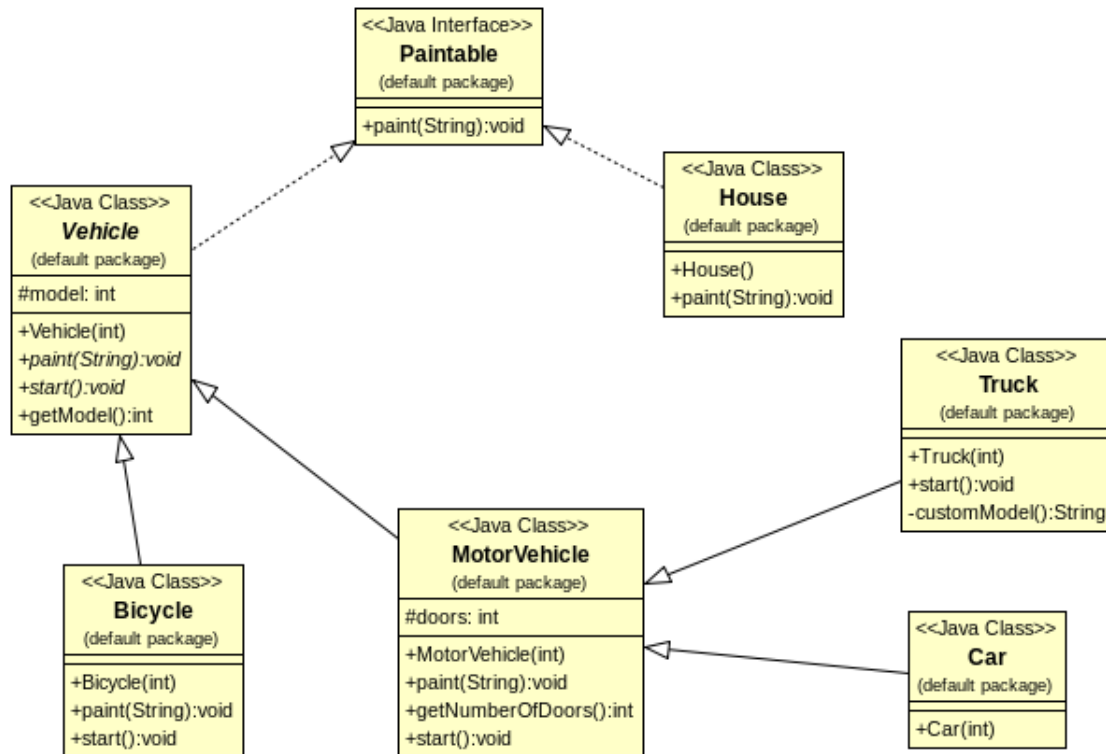 <<Java Interface>>
Paintable
(default package)
+paint(String):void
<<Java Class>>
House
(default package)
+House()
+paint(String):void
<<Java Class>>
Vehicle
(default package)
#model: int
+Vehicle(int)
+paint(String):void
+start():void
+getModel():int
<<Java Class>>
Truck
(default package)
+Truck(int)
+start():void
-customModel():String
<<Java Class>>
MotorVehicle
(default package)
#doors: int
+MotorVehicle(int)
+paint(String):void
+getNumberOfDoors():int
+start():void
<<Java Class>>
Bicycle
(default package)
+Bicycle(int)
+paint(String):void
+start():void
<<Java Class>>
Car
(default package)
+Car(int)